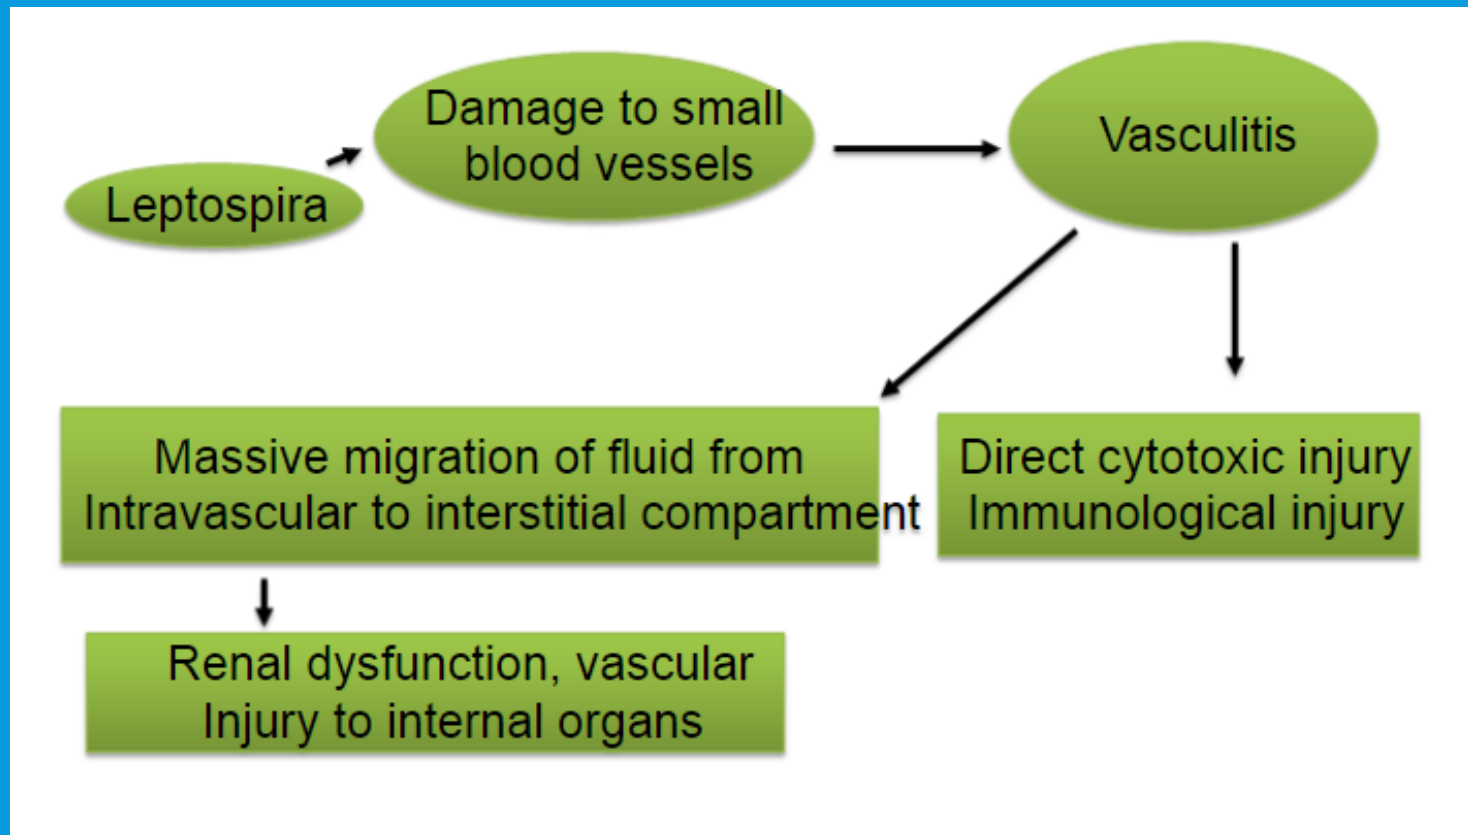 Leptospira
Damage to small
blood vessels
Vasculitis
Massive migration of fluid from
Intravascular to interstitial compartment
Direct cytotoxic injury
Immunological injury
Renal dysfunction, vascular
Injury to internal organs